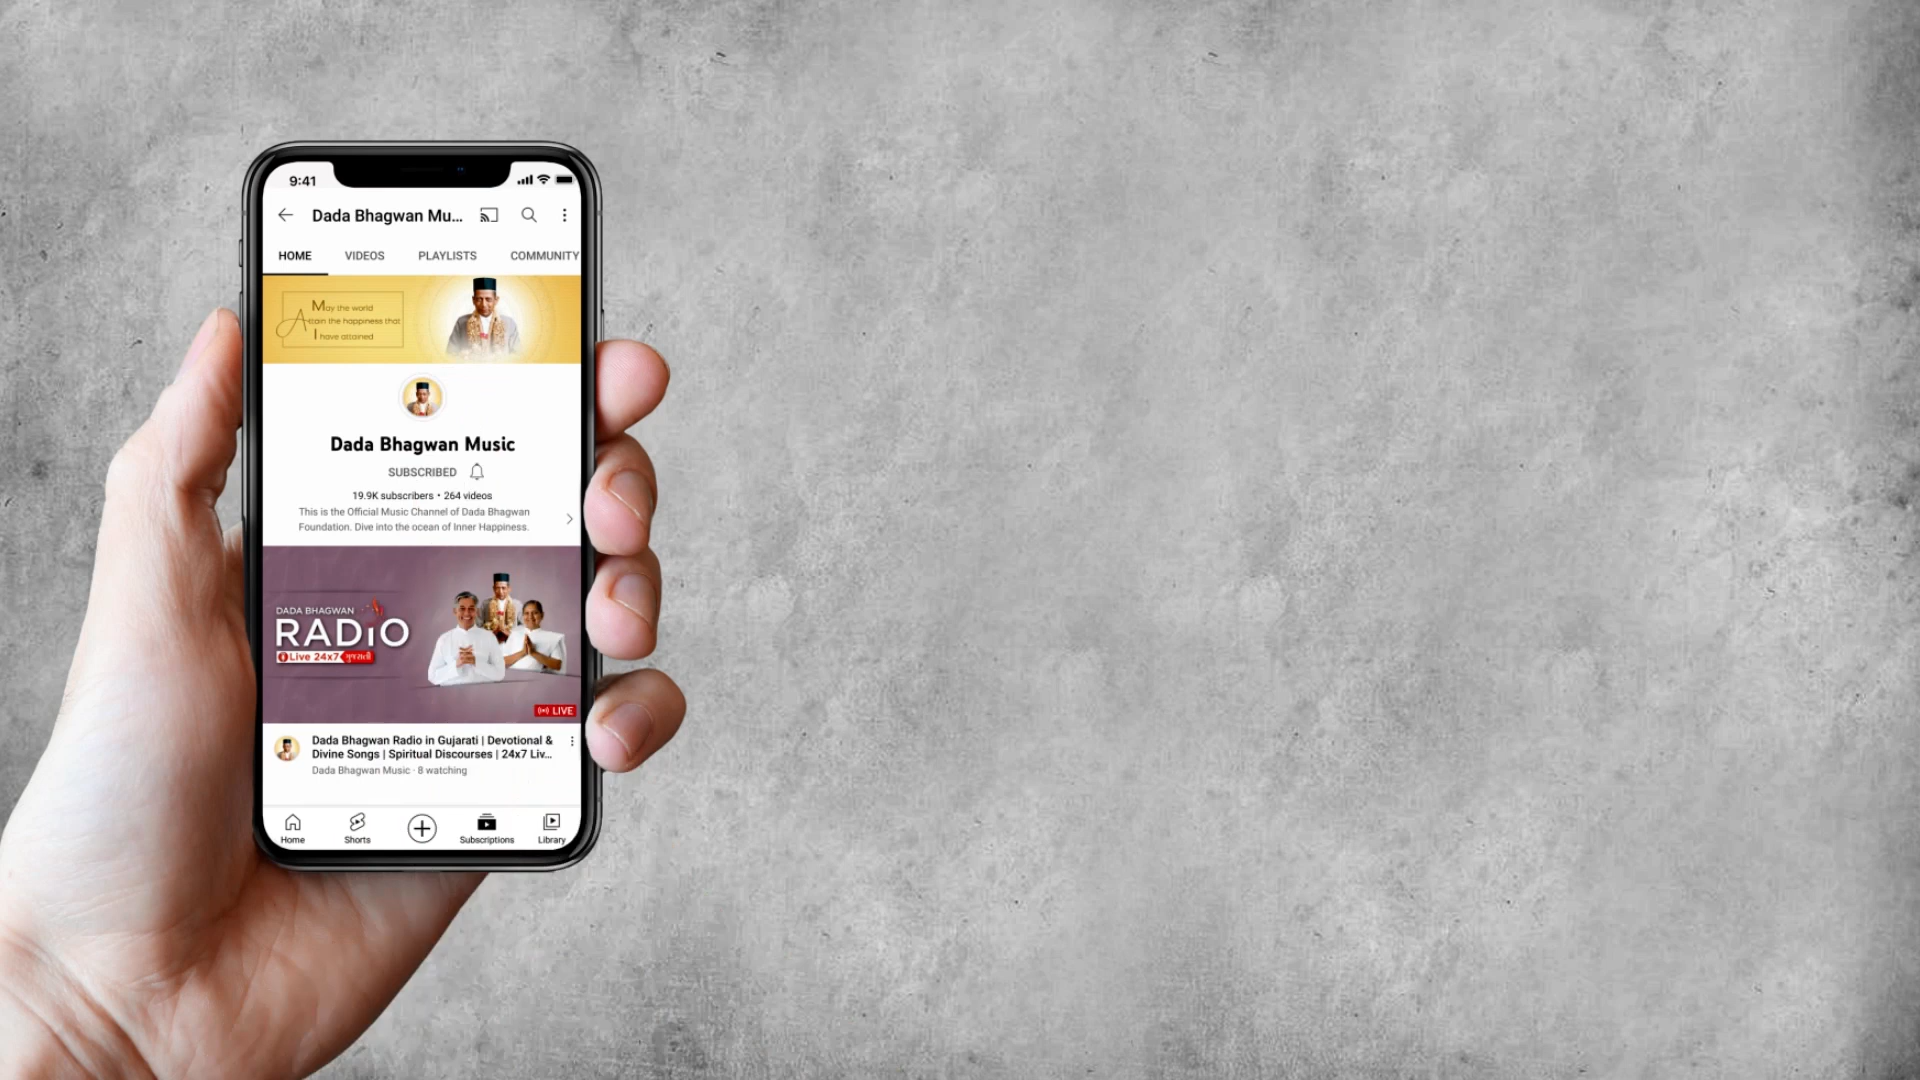 9:41
Dada Bhagwan Mu...
HOME VIDEOS PLAYLISTS COMMUNITY
May the world
Attain the happiness that
I have attained
Dada Bhagwan Music
SUBSCRIBED
19.9K subscribers • 264 videos
This is the Official Music Channel of Dada Bhagwan
Foundation. Dive into the ocean of Inner Happiness.
DADA BHAGWAN
RADIO
Live 24x7 ગુજરાતી
LIVE
Dada Bhagwan Radio in Gujarati | Devotional &
Divine Songs | Spiritual Discourses | 24x7 Liv...
Dada Bhagwan Music · 8 watching
Home Shorts Subscriptions Library